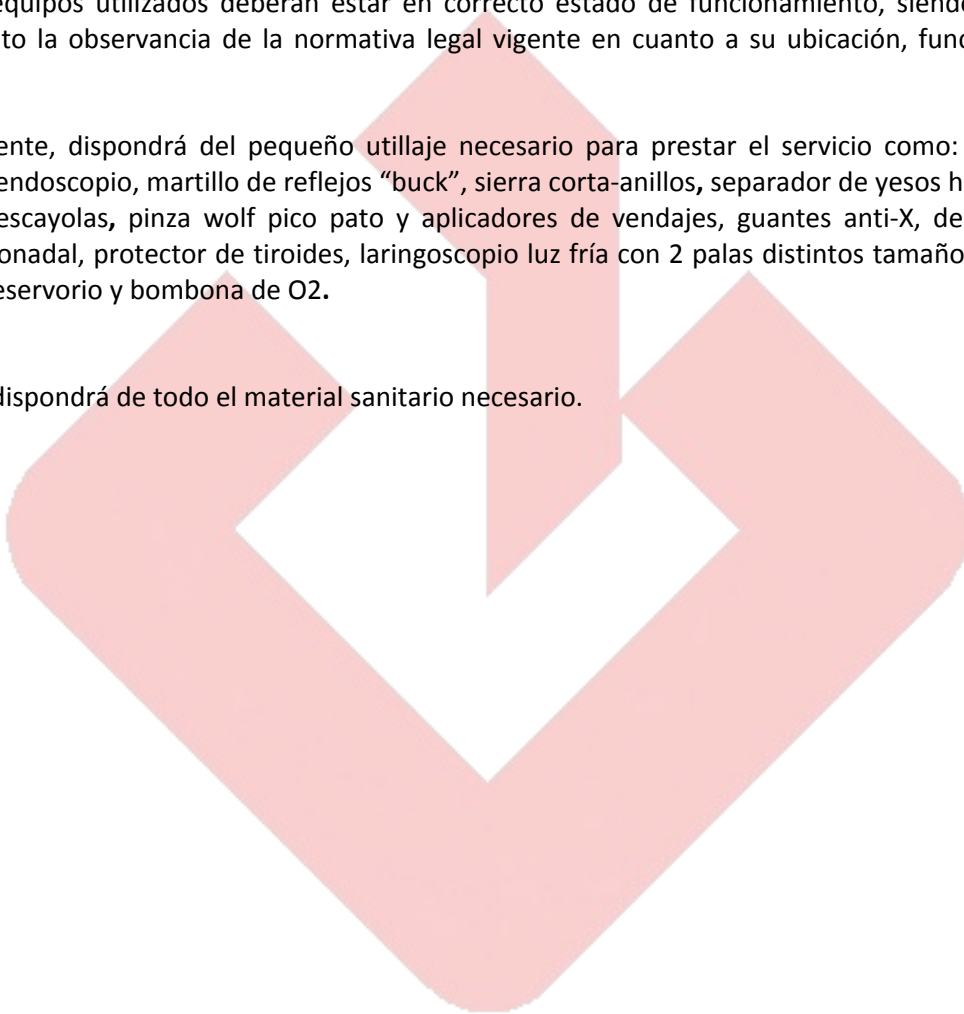 equipos utilizados deberán estar en correcto estado de funcionamiento, siendo
to la observancia de la normativa legal vigente en cuanto a su ubicación, func
ente, dispondrá del pequeño utillaje necesario para prestar el servicio como:
endoscopio, martillo de reflejos “buck”, sierra corta-anillos, separador de yesos h
escayolas, pinza wolf pico pato y aplicadores de vendajes, guantes anti-X, de
onadal, protector de tiroides, laringoscopio luz fría con 2 palas distintos tamaño
eservorio y bombona de O2.
dispondrá de todo el material sanitario necesario.